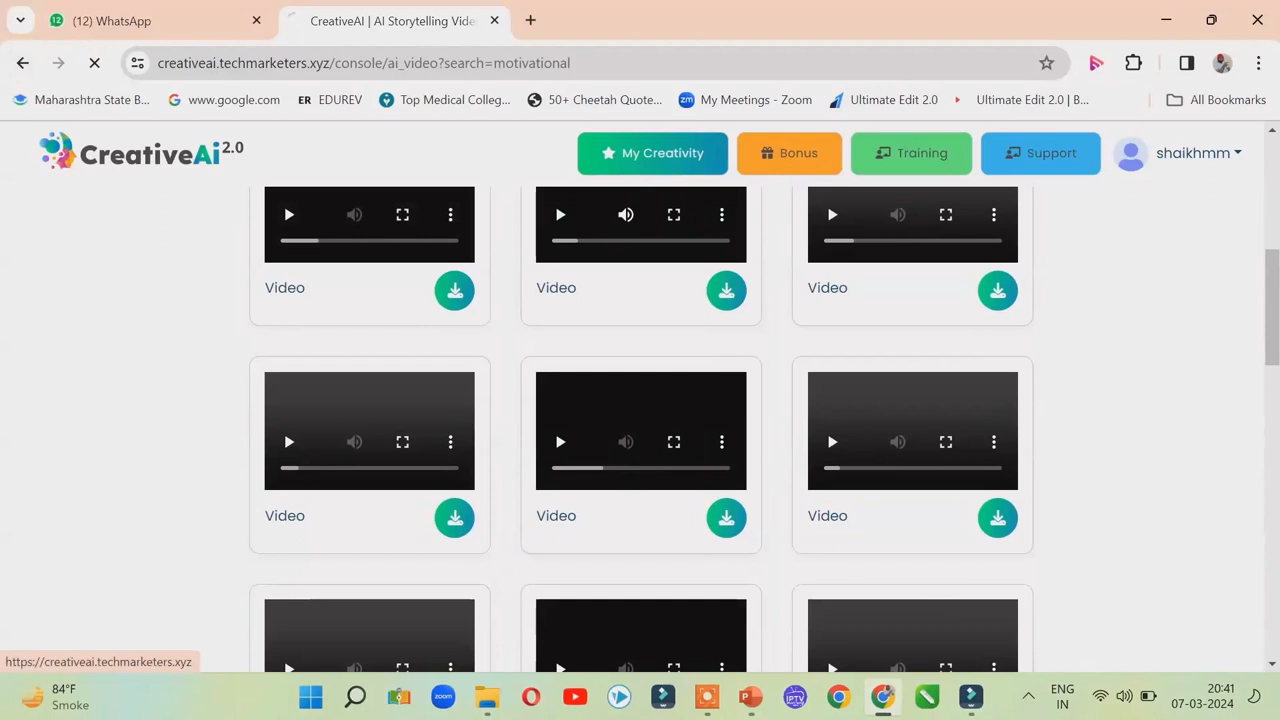 (12) WhatsApp
CreativeAI | AI Storytelling Vide
creativeai.techmarketers.xyz/console/ai_video?search=motivational
Maharashtra State B...
www.google.com
ER EDUREV
Top Medical Colleg...
50+ Cheetah Quote...
zm My Meetings - Zoom
Ultimate Edit 2.0
Ultimate Edit 2.0 | B...
All Bookmarks
CreativeAi 2.0
My Creativity
Bonus
Training
Support
shaikhmm
Video
Video
Video
Video
Video
Video
https://creativeai.techmarketers.xyz
84°F
Smoke
zoom
IPTV
ENG
IN
20:41
07-03-2024